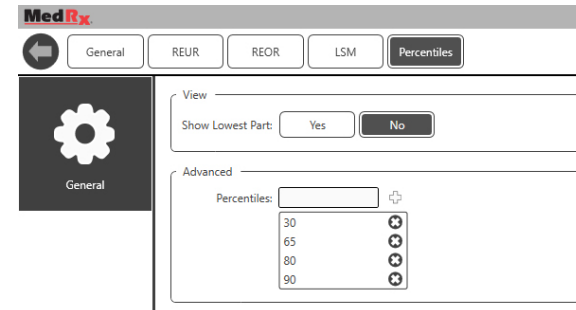 MedRx
General REUR REOR LSM Percentiles
View
Show Lowest Part: Yes No
General
Advanced
Percentiles:
30
65
80
90